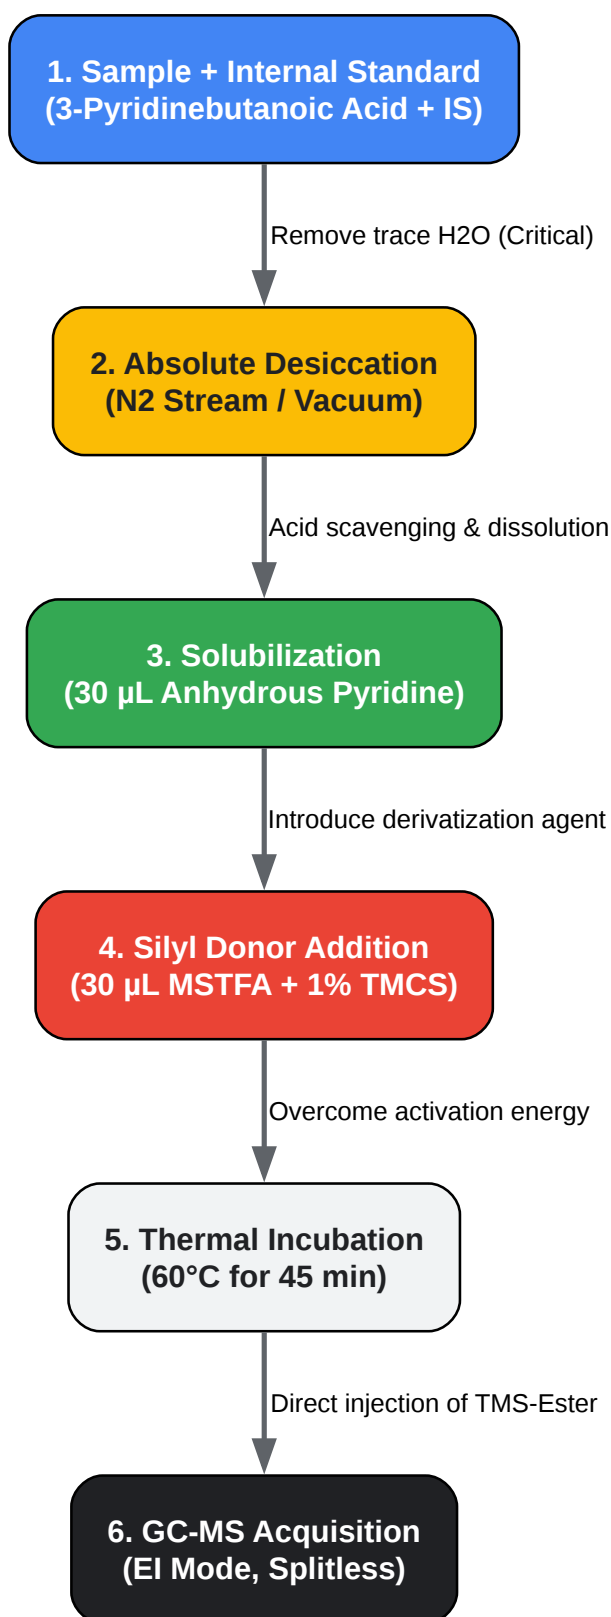 1. Sample + Internal Standard
(3-Pyridinebutanoic Acid + IS)
Remove trace H2O (Critical)
2. Absolute Desiccation
(N2 Stream / Vacuum)
Acid scavenging & dissolution
3. Solubilization
(30 µL Anhydrous Pyridine)
Introduce derivatization agent
4. Silyl Donor Addition
(30 µL MSTFA + 1% TMCS)
Overcome activation energy
5. Thermal Incubation
(60°C for 45 min)
Direct injection of TMS-Ester
6. GC-MS Acquisition
(EI Mode, Splitless)